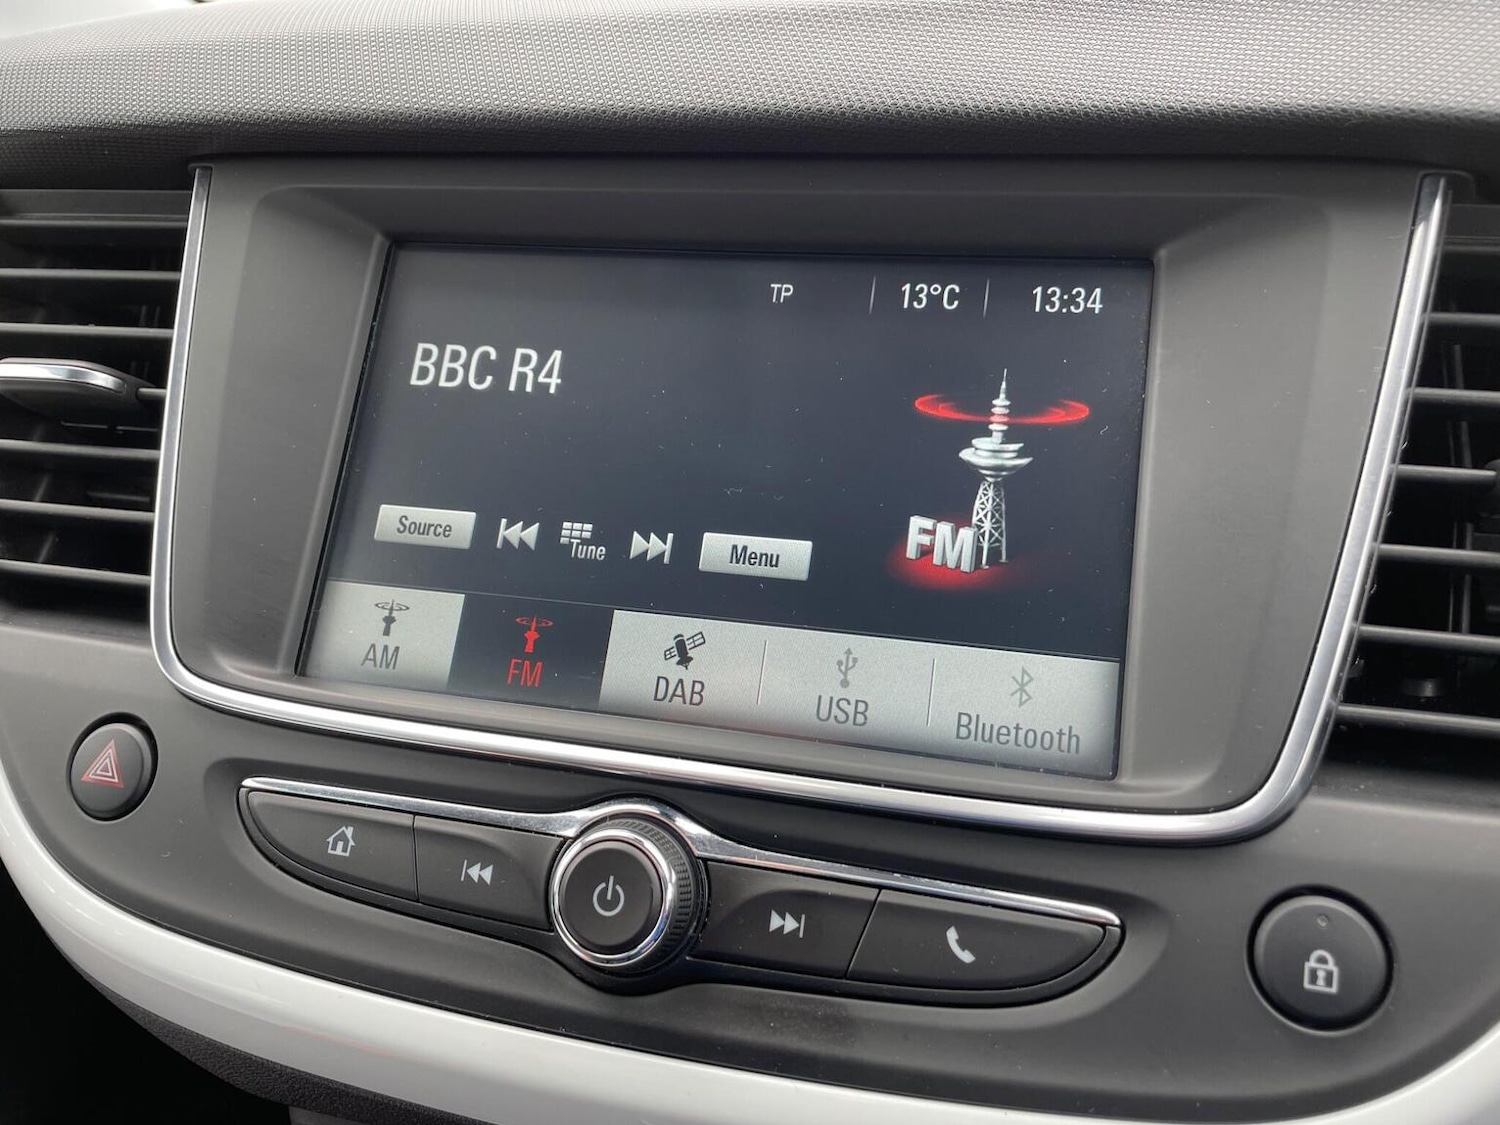 TP 13°C 13:34
BBC R4
Source
Tune
Menu
FM
AM
FM
DAB
USB
Bluetooth